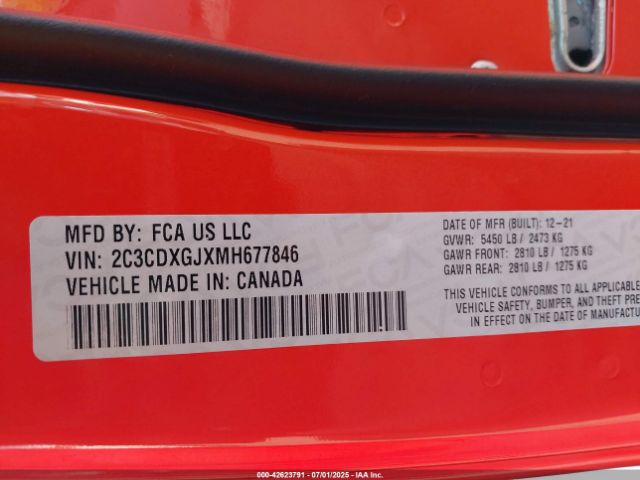 MFD BY: FCA US LLC
VIN: 2C3CDXGJXMH677846
VEHICLE MADE IN: CANADA
DATE OF MFR (BUILT): 12-21
GVWR: 5450 LB / 2473 KG
GAWR FRONT: 2810 LB / 1275 KG
GAWR REAR: 2810 LB / 1275 KG
THIS VEHICLE CONFORMS TO ALL APPLICABLE
VEHICLE SAFETY, BUMPER, AND THEFT PRE
IN EFFECT ON THE DATE OF MANUFACTUR
000-42623791 - 07/01/2025 - IAA Inc.